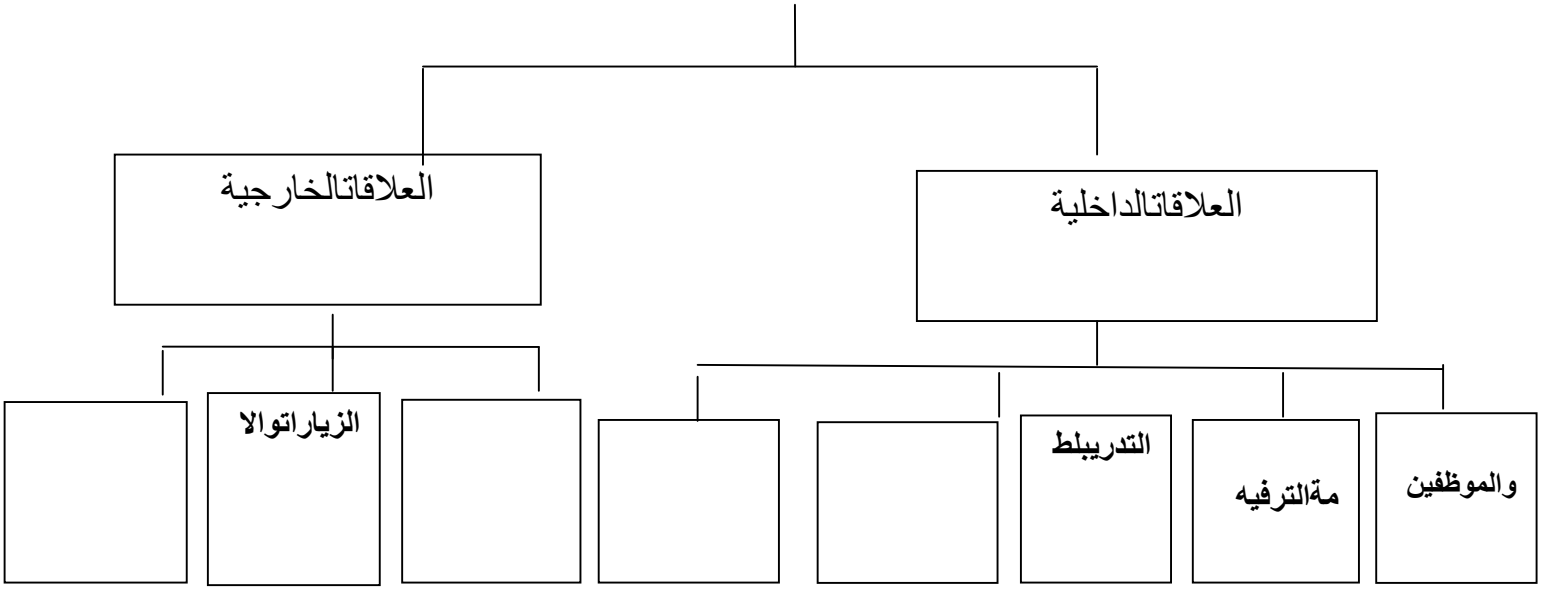 العلاقاتالداخلية
العلاقاتالخارجية
والموظفين
مةالترفيه
التدريبلط
الزياراتوالا